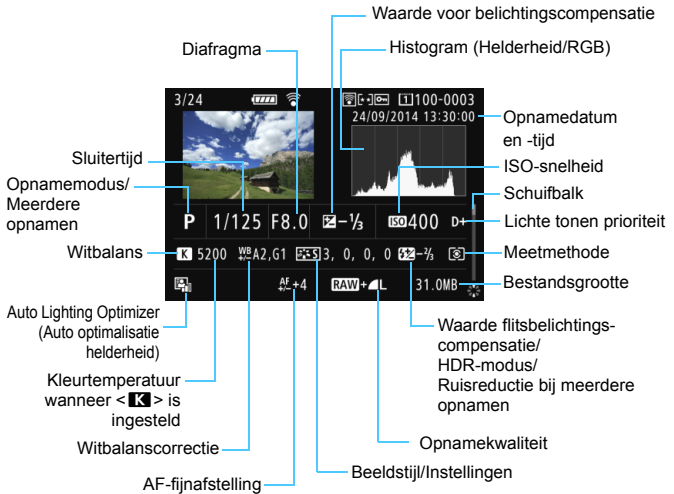 Waarde voor belichtingscompensatie
Diafragma
Histogram (Helderheid/RGB)
3/24
1 100-0003
24/09/2014 13:30:00
Opnamedatum
en -tijd
Sluitertijd
ISO-snelheid
Opnamemodus/
Meerdere
opnamen
Schuifbalk
P 1/125 F8.0 -1/3 ISO 400 D+
Lichte tonen prioriteit
Witbalans
K 5200 WB +/- A2,G1 S 3, 0, 0, 0 -2/3
Meetmethode
AF +/- +4 RAW+L 31.0MB
Bestandsgrootte
Auto Lighting Optimizer
(Auto optimalisatie
helderheid)
Waarde flitsbelichtings-
compensatie/
HDR-modus/
Ruisreductie bij meerdere
opnamen
Kleurtemperatuur
wanneer <K> is
ingesteld
Witbalanscorrectie
Opnamekwaliteit
Beeldstijl/Instellingen
AF-fijnafstelling